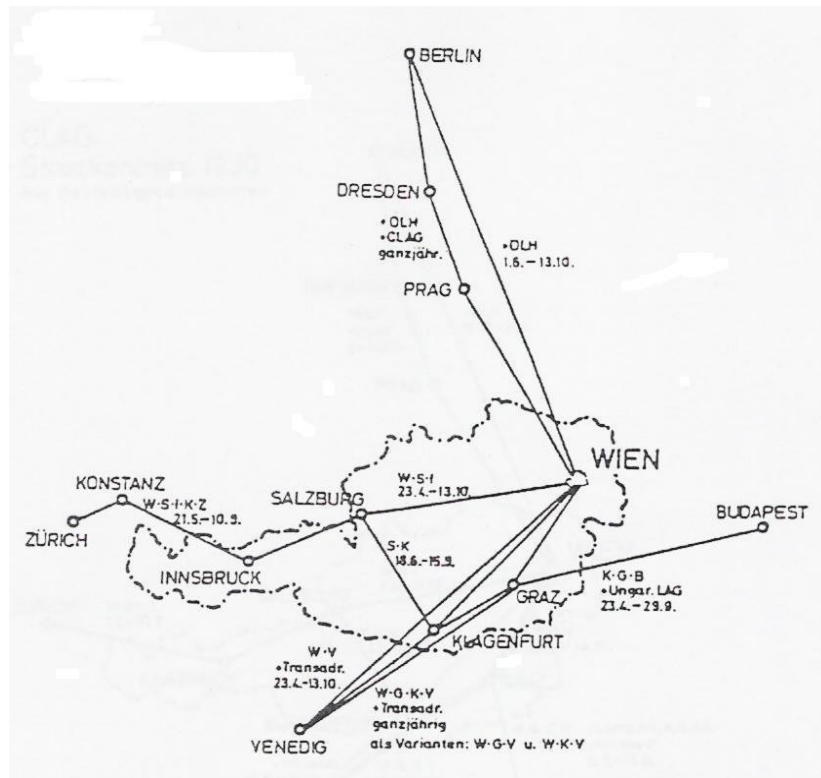 BERLIN
DRESDEN
+ DLH
+ CLAG
ganzjähr.
+ DLH
1.6.–13.10.
PRAG
WIEN
KONSTANZ
W·S·I·K·Z
21.5.–10.9.
ZÜRICH
SALZBURG
W·S·I
23.4.–13.10.
BUDAPEST
INNSBRUCK
S·K
18.6.–15.9.
GRAZ
K·G·B
+ Ungar. LAG
23.4.–29.9.
KLAGENFURT
W·V
+ Transadr.
23.4.–13.10.
W·G·K·V
+ Transadr.
ganzjährig
als Varianten: W·G·V u. W·K·V
VENEDIG